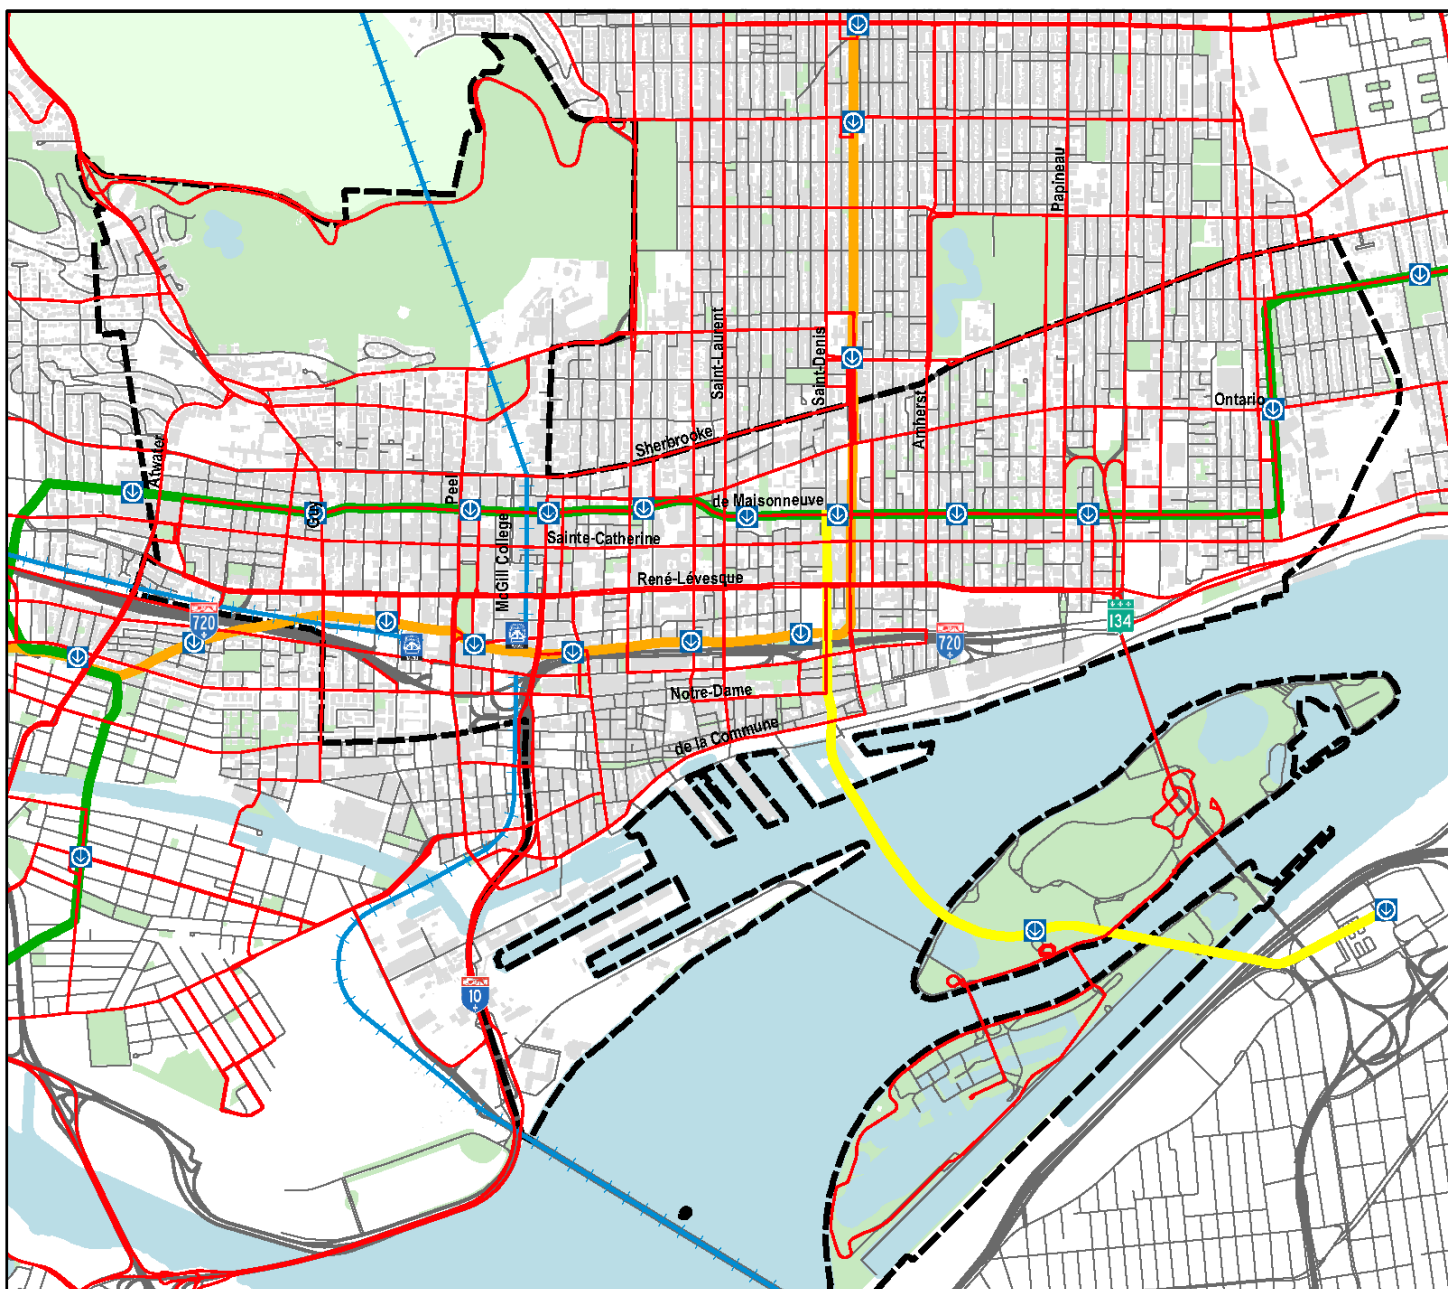 Papineau
Saint-Laurent
Saint-Denis
Amherst
Ontario
Sherbrooke
Atwater
Peel
Guy
de Maisonneuve
McGill College
Sainte-Catherine
René-Lévesque
720
134
720
Notre-Dame
de la Commune
10